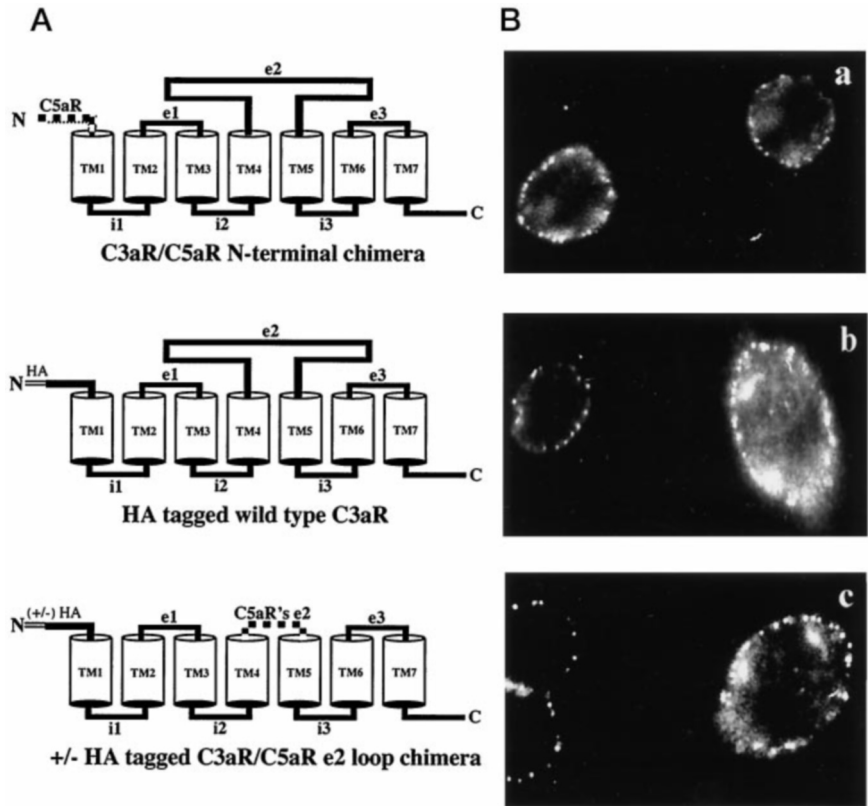 A
B
e2
a
C5aR
N
e1
e3
TM1 TM2 TM3 TM4 TM5 TM6 TM7
C
i1 i2 i3
C3aR/C5aR N-terminal chimera
b
e2
HA
N
e1
e3
TM1 TM2 TM3 TM4 TM5 TM6 TM7
C
i1 i2 i3
HA tagged wild type C3aR
c
(+/-) HA
N
e1
C5aR's e2
e3
TM1 TM2 TM3 TM4 TM5 TM6 TM7
C
i1 i2 i3
+/- HA tagged C3aR/C5aR e2 loop chimera